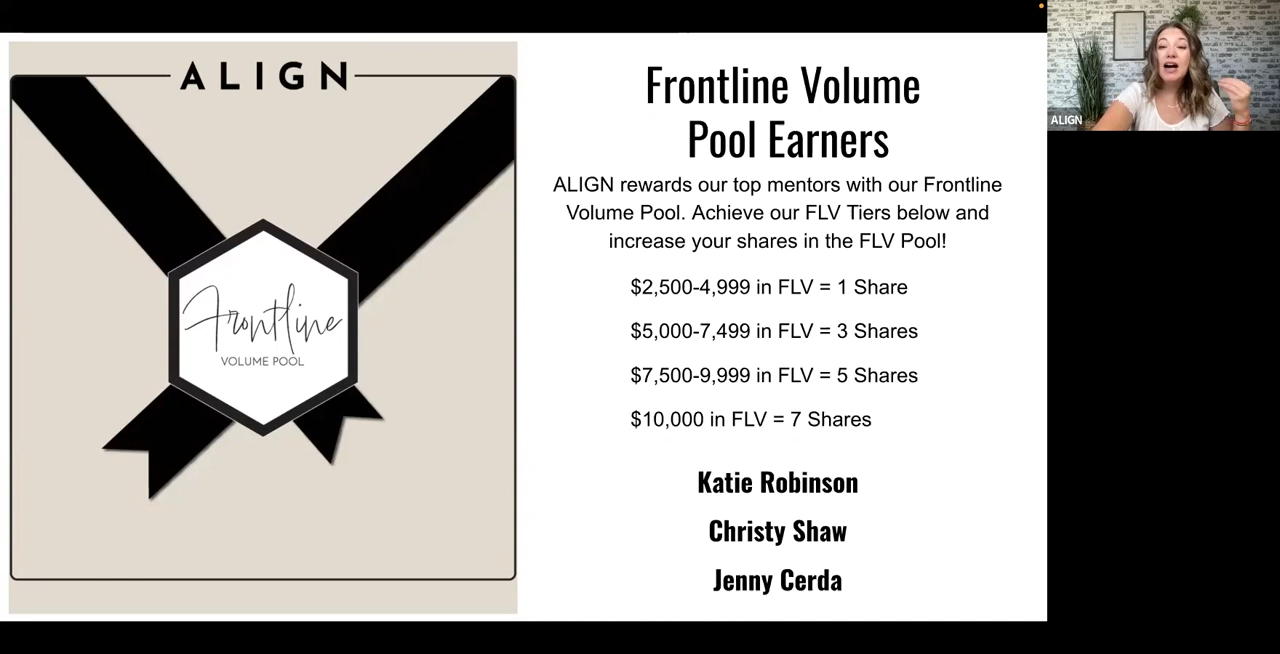 ALIGN
Frontline
VOLUME POOL
Frontline Volume
Pool Earners
ALIGN rewards our top mentors with our Frontline
Volume Pool. Achieve our FLV Tiers below and
increase your shares in the FLV Pool!
$2,500-4,999 in FLV = 1 Share
$5,000-7,499 in FLV = 3 Shares
$7,500-9,999 in FLV = 5 Shares
$10,000 in FLV = 7 Shares
Katie Robinson
Christy Shaw
Jenny Cerda
ALIGN